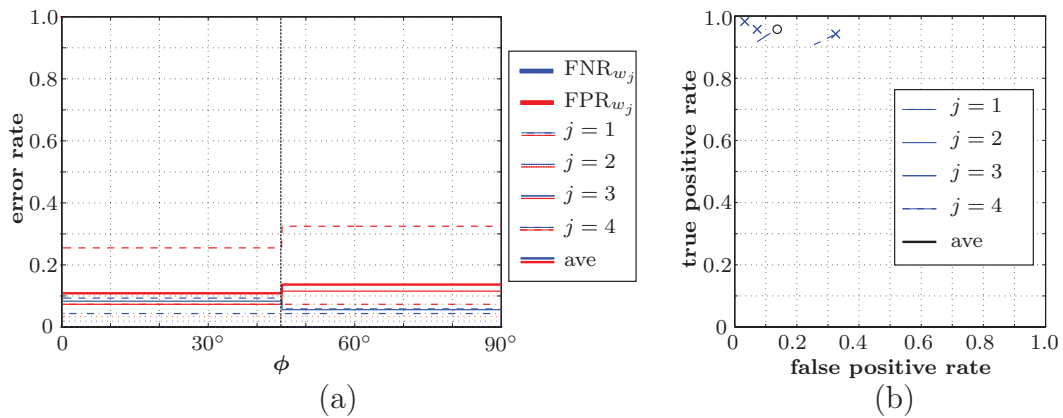 1.0
0.8
0.6
0.4
0.2
0
error rate
0 30° 60° 90°
ϕ
FNR_{w_j}
FPR_{w_j}
j = 1
j = 2
j = 3
j = 4
ave
(a)
1.0
0.8
0.6
0.4
0.2
0
true positive rate
0 0.2 0.4 0.6 0.8 1.0
false positive rate
j = 1
j = 2
j = 3
j = 4
ave
(b)